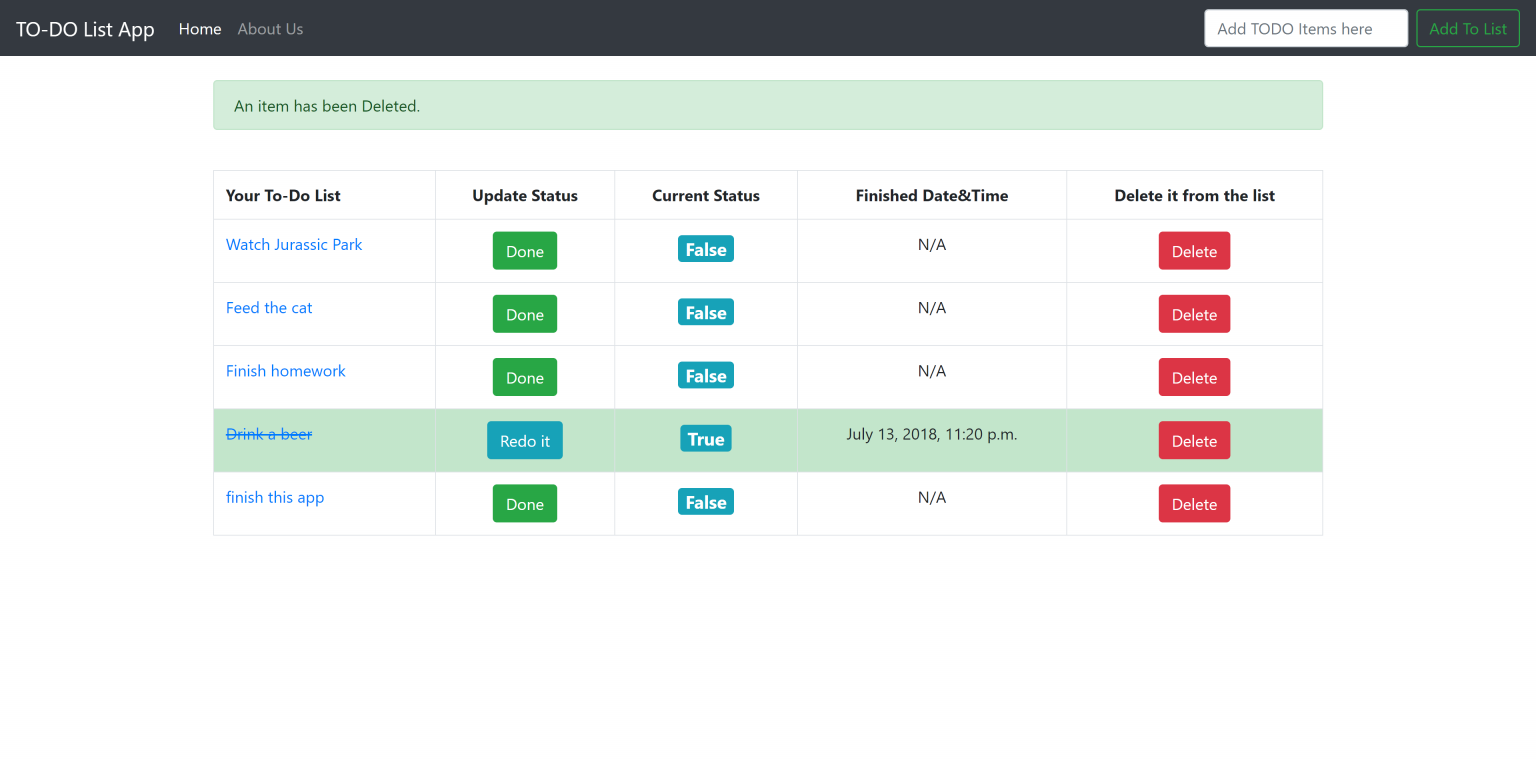 TO-DO List App Home About Us Add TODO Items here Add To List
An item has been Deleted.
Your To-Do List Update Status Current Status Finished Date&Time Delete it from the list
Watch Jurassic Park Done False N/A Delete
Feed the cat Done False N/A Delete
Finish homework Done False N/A Delete
Drink a beer Redo it True July 13, 2018, 11:20 p.m. Delete
finish this app Done False N/A Delete